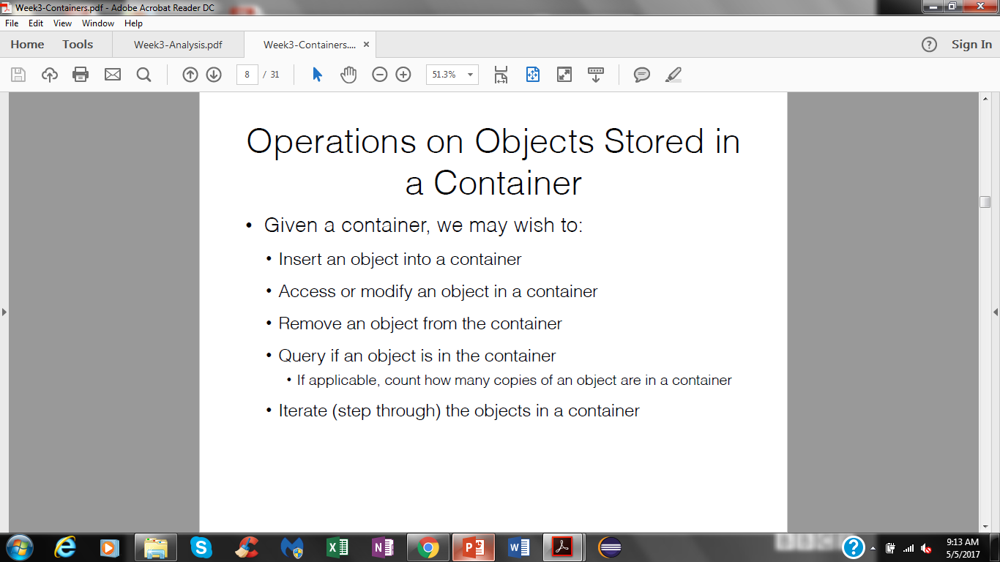 Week3-Containers.pdf - Adobe Acrobat Reader DC
File Edit View Window Help
Home Tools Week3-Analysis.pdf Week3-Containers.... × ? Sign In
8 / 31 51.3%
Operations on Objects Stored in
a Container
• Given a container, we may wish to:
• Insert an object into a container
• Access or modify an object in a container
• Remove an object from the container
• Query if an object is in the container
• If applicable, count how many copies of an object are in a container
• Iterate (step through) the objects in a container
9:13 AM
5/5/2017